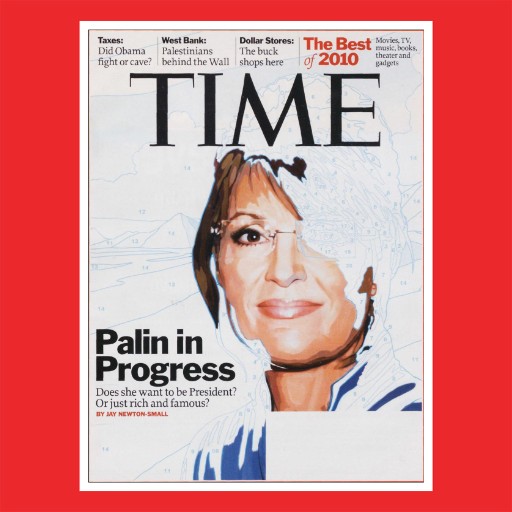 Taxes:
Did Obama
fight or cave?
West Bank:
Palestinians
behind the Wall
Dollar Stores:
The buck
shops here
The Best
of 2010
Movies, TV,
music, books,
theater and
gadgets
TIME
Palin in
Progress
Does she want to be President?
Or just rich and famous?
BY JAY NEWTON-SMALL